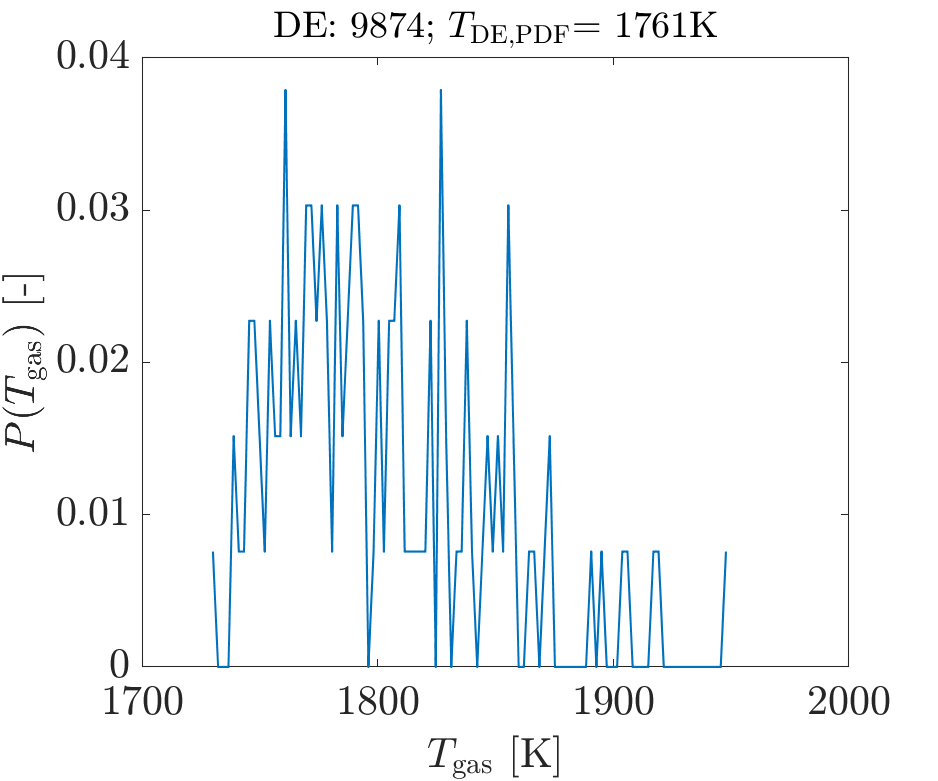 DE: 9874; T_DE,PDF= 1761K
0.04
0.03
0.02
0.01
0
P(T_gas) [-]
1700 1800 1900 2000
T_gas [K]